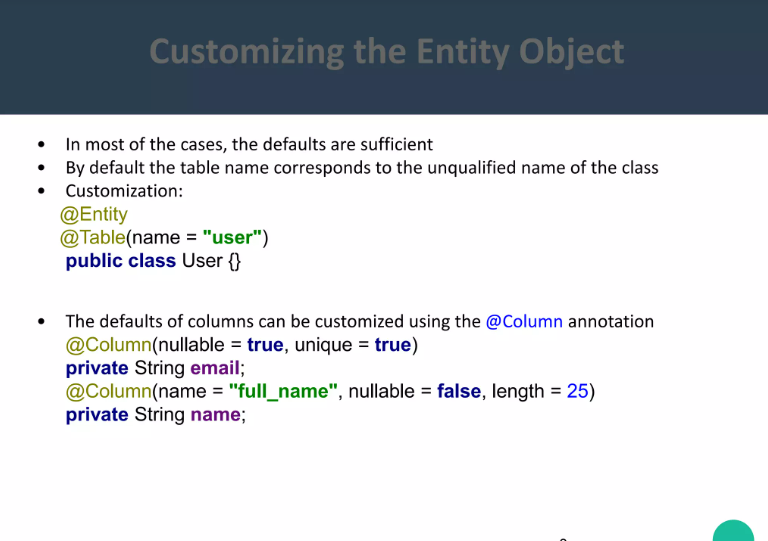 Customizing the Entity Object
• In most of the cases, the defaults are sufficient
• By default the table name corresponds to the unqualified name of the class
• Customization:
@Entity
@Table(name = "user")
public class User {}
• The defaults of columns can be customized using the @Column annotation
@Column(nullable = true, unique = true)
private String email;
@Column(name = "full_name", nullable = false, length = 25)
private String name;